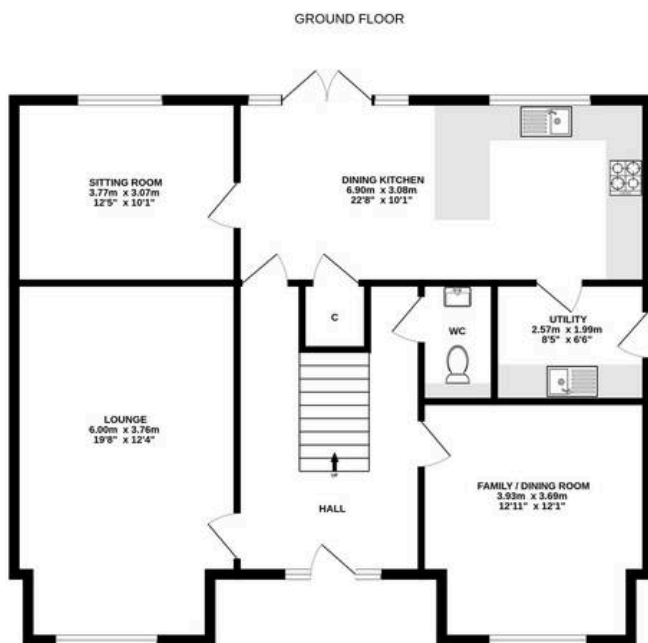 GROUND FLOOR
SITTING ROOM
3.77m x 3.07m
12'5" x 10'1"
DINING KITCHEN
6.90m x 3.08m
22'8" x 10'1"
C
WC
UTILITY
2.57m x 1.99m
8'5" x 6'6"
LOUNGE
6.00m x 3.76m
19'8" x 12'4"
UP
HALL
FAMILY / DINING ROOM
3.93m x 3.69m
12'11" x 12'1"